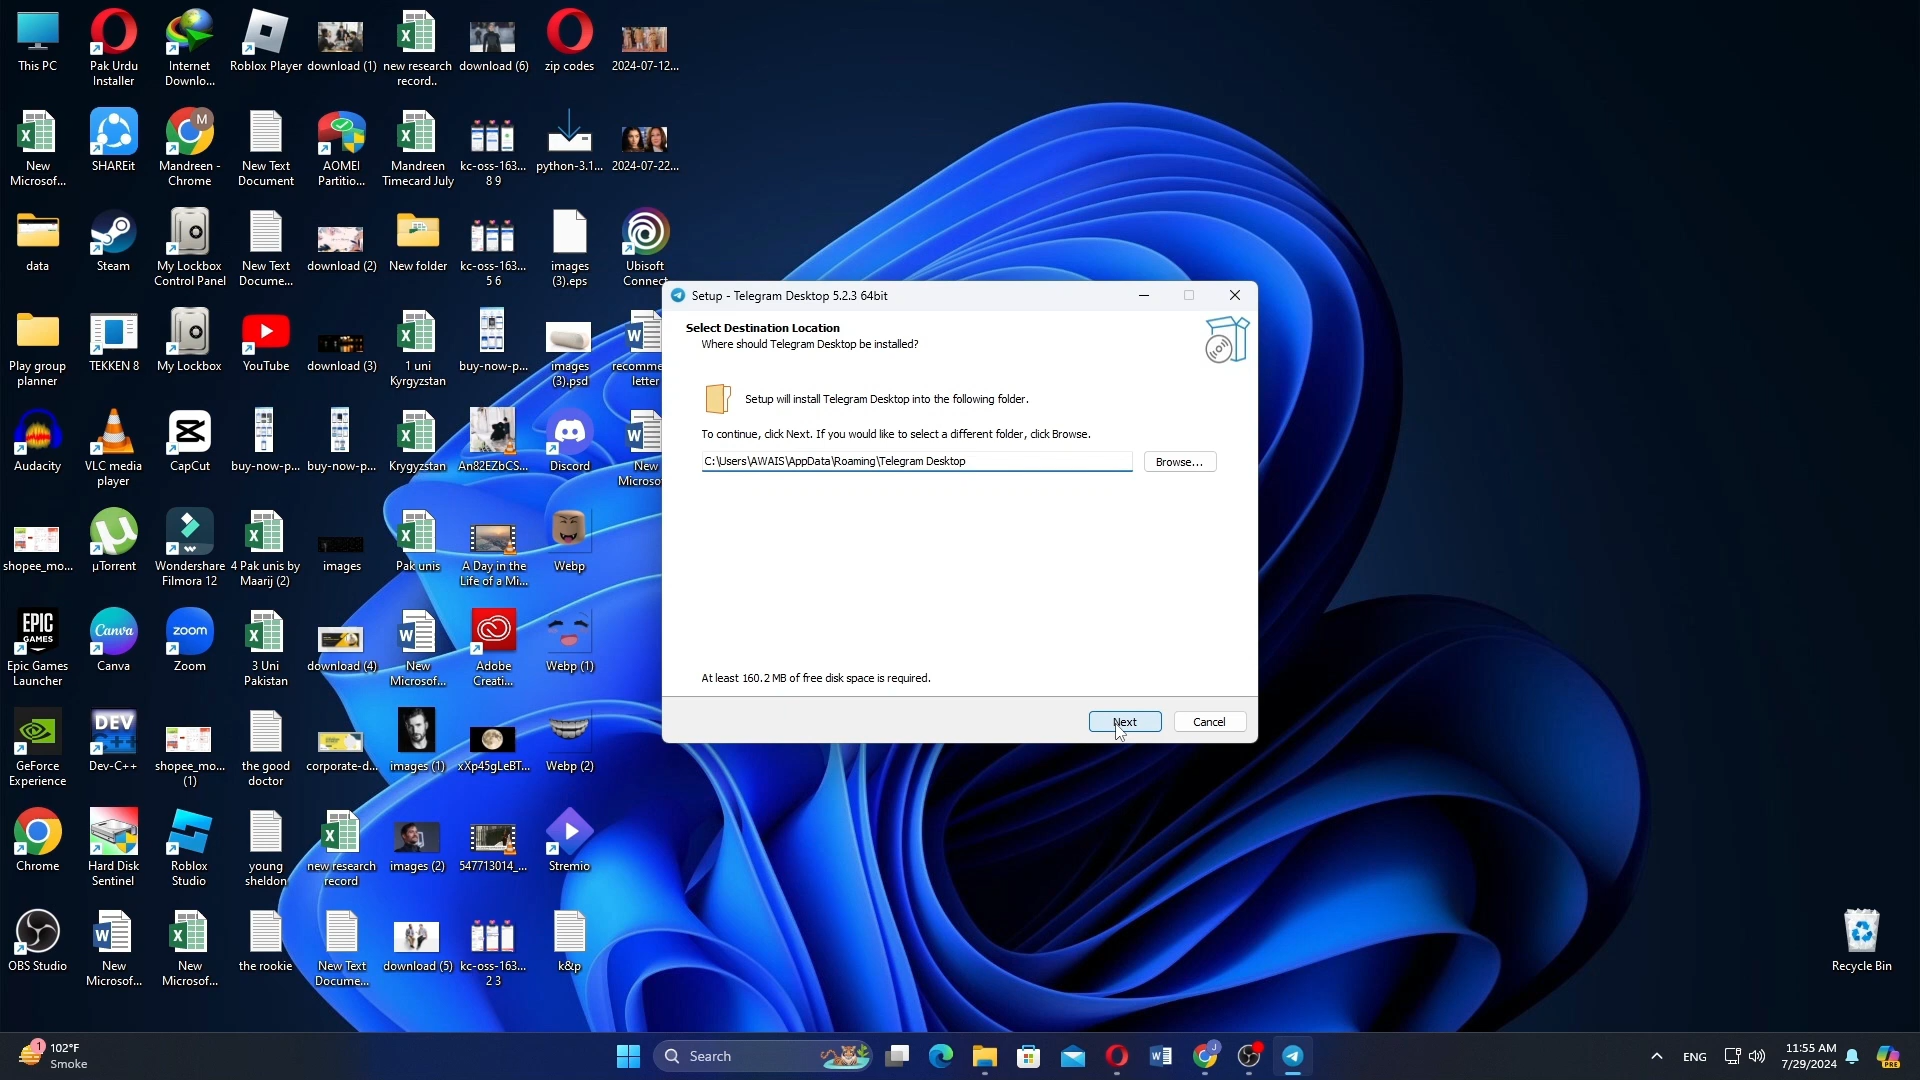 This PC
Pak Urdu
Installer
Internet
Downlo...
Roblox Player
download (1)
new research
record..
download (6)
zip codes
2024-07-12...
New
Microsof...
SHAREit
Mandreen -
Chrome
New Text
Document
AOMEI
Partitio...
Mandreen
Timecard July
kc-oss-163...
8 9
python-3.1...
2024-07-22...
data
Steam
My Lockbox
Control Panel
New Text
Docume...
download (2)
New folder
kc-oss-163...
5 6
images
(3).eps
Ubisoft
Connect
Play group
planner
TEKKEN 8
My Lockbox
YouTube
download (3)
1 uni
Kyrgyzstan
buy-now-p...
images
(3).psd
letter
Audacity
VLC media
player
CapCut
buy-now-p...
buy-now-p...
Krygyzstan
An82EZbCS...
Discord
New
shopee_mo...
µTorrent
Wondershare
Filmora 12
4 Pak unis by
Maarij (2)
images
Pak unis
A Day in the
Life of a Mi...
Webp
EPIC
GAMES
Epic Games
Launcher
Canva
Canva
zoom
Zoom
3 Uni
Pakistan
download (4)
New
Microsof...
Adobe
Creati...
Webp (1)
GeForce
Experience
DEV
C++
Dev-C++
shopee_mo...
(1)
the good
doctor
corporate-d...
images (1)
xXp45gLeBT...
Webp (2)
Chrome
Hard Disk
Sentinel
Roblox
Studio
young
sheldon
new research
record
images (2)
547713014_...
Stremio
OBS Studio
New
Microsof...
New
Microsof...
the rookie
New Text
Docume...
download (5)
kc-oss-163...
2 3
k&p
Recycle Bin
Setup - Telegram Desktop 5.2.3 64bit
Select Destination Location
Where should Telegram Desktop be installed?
Setup will install Telegram Desktop into the following folder.
To continue, click Next. If you would like to select a different folder, click Browse.
C:\Users\AWAIS\AppData\Roaming\Telegram Desktop
Browse...
At least 160.2 MB of free disk space is required.
Next
Cancel
1
102°F
Smoke
Search
ENG
11:55 AM
7/29/2024
PRE